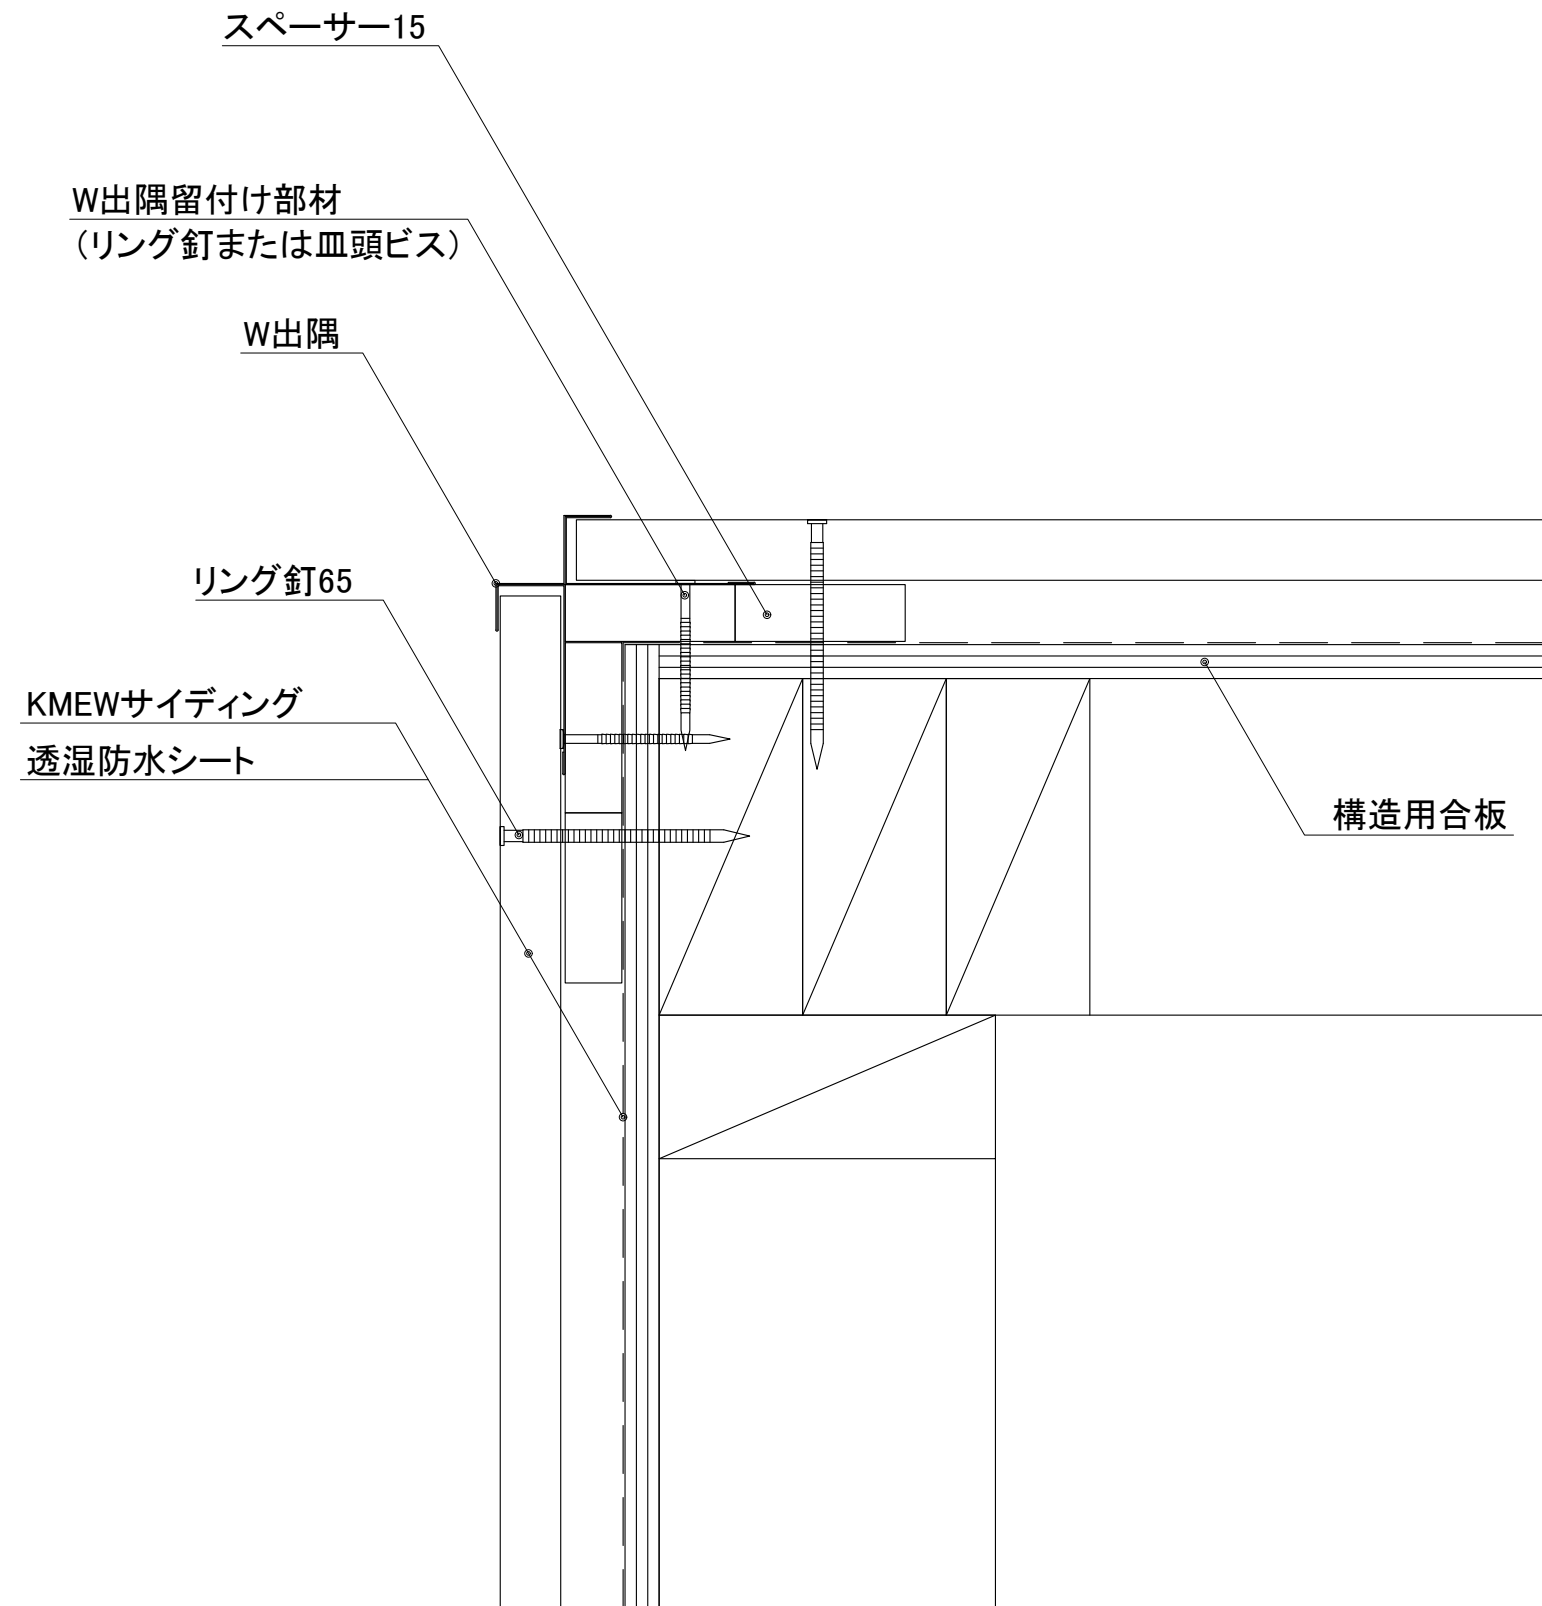 スペーサー15
W出隅留付け部材
（リング釘または皿頭ビス）
W出隅
リング釘65
KMEWサイディング
透湿防水シート
構造用合板